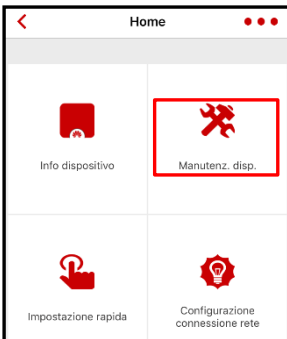 Home
Info dispositivo
Manutenz. disp.
Impostazione rapida
Configurazione
connessione rete